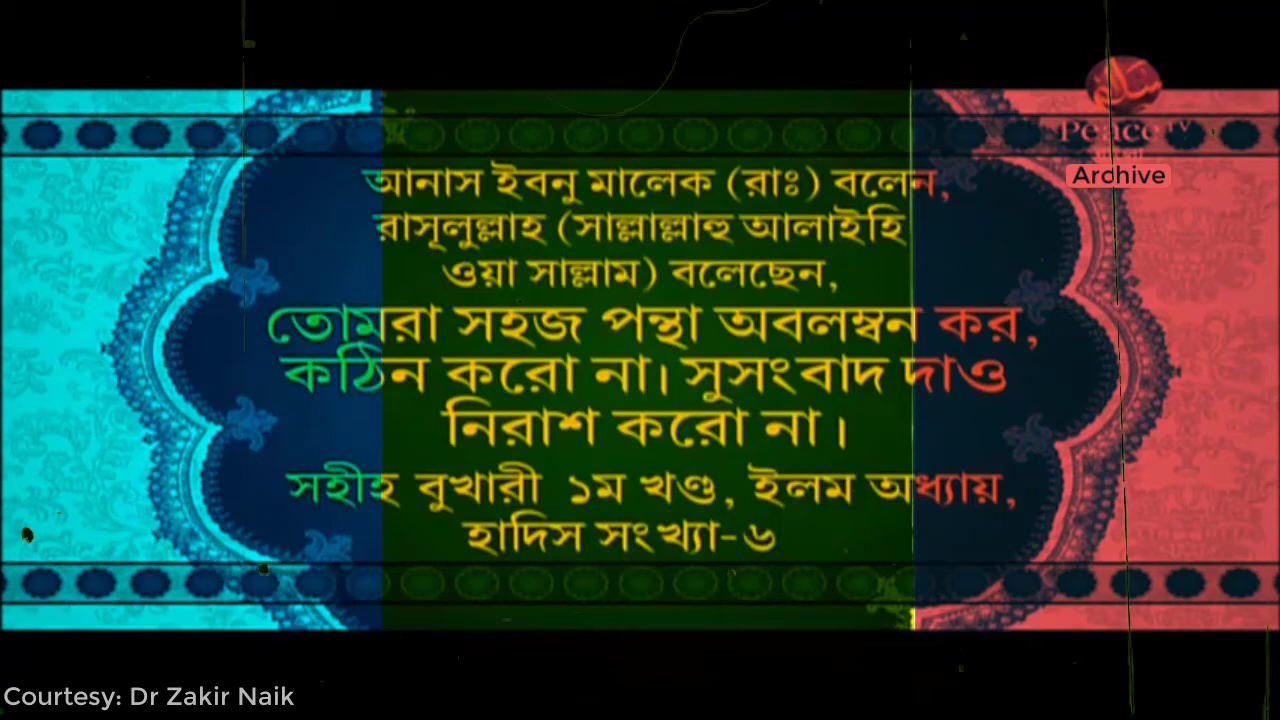 Peace TV
Archive
আনাস ইবনু মালেক (রাঃ) বলেন,
রাসূলুল্লাহ (সাল্লাল্লাহু আলাইহি
ওয়া সাল্লাম) বলেছেন,
তোমরা সহজ পন্থা অবলম্বন কর,
কঠিন করো না। সুসংবাদ দাও
নিরাশ করো না।
সহীহ বুখারী ১ম খণ্ড, ইলম অধ্যায়,
হাদিস সংখ্যা-৬
Courtesy: Dr Zakir Naik